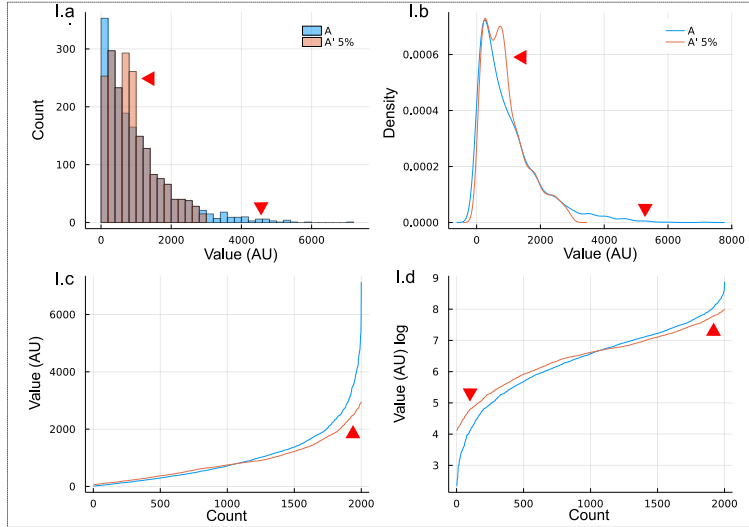 I.a
A
A' 5%
300
200
100
0
Count
0
2000
4000
6000
Value (AU)
I.b
A
A' 5%
0.0006
0.0004
0.0002
0.0000
Density
0
2000
4000
6000
8000
Value (AU)
I.c
6000
4000
2000
0
Value (AU)
0
500
1000
1500
2000
Count
I.d
9
8
7
6
5
4
3
Value (AU) log
0
500
1000
1500
2000
Count